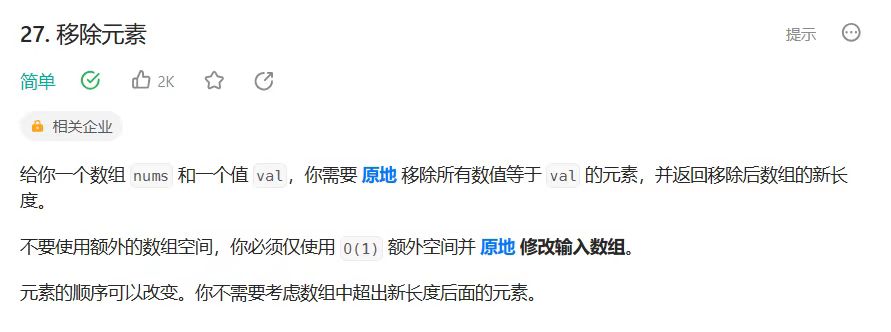 27. 移除元素
提示
简单 2K
相关企业
给你一个数组 nums 和一个值 val，你需要 原地 移除所有数值等于 val 的元素，并返回移除后数组的新长
度。
不要使用额外的数组空间，你必须仅使用 O(1) 额外空间并 原地 修改输入数组。
元素的顺序可以改变。你不需要考虑数组中超出新长度后面的元素。